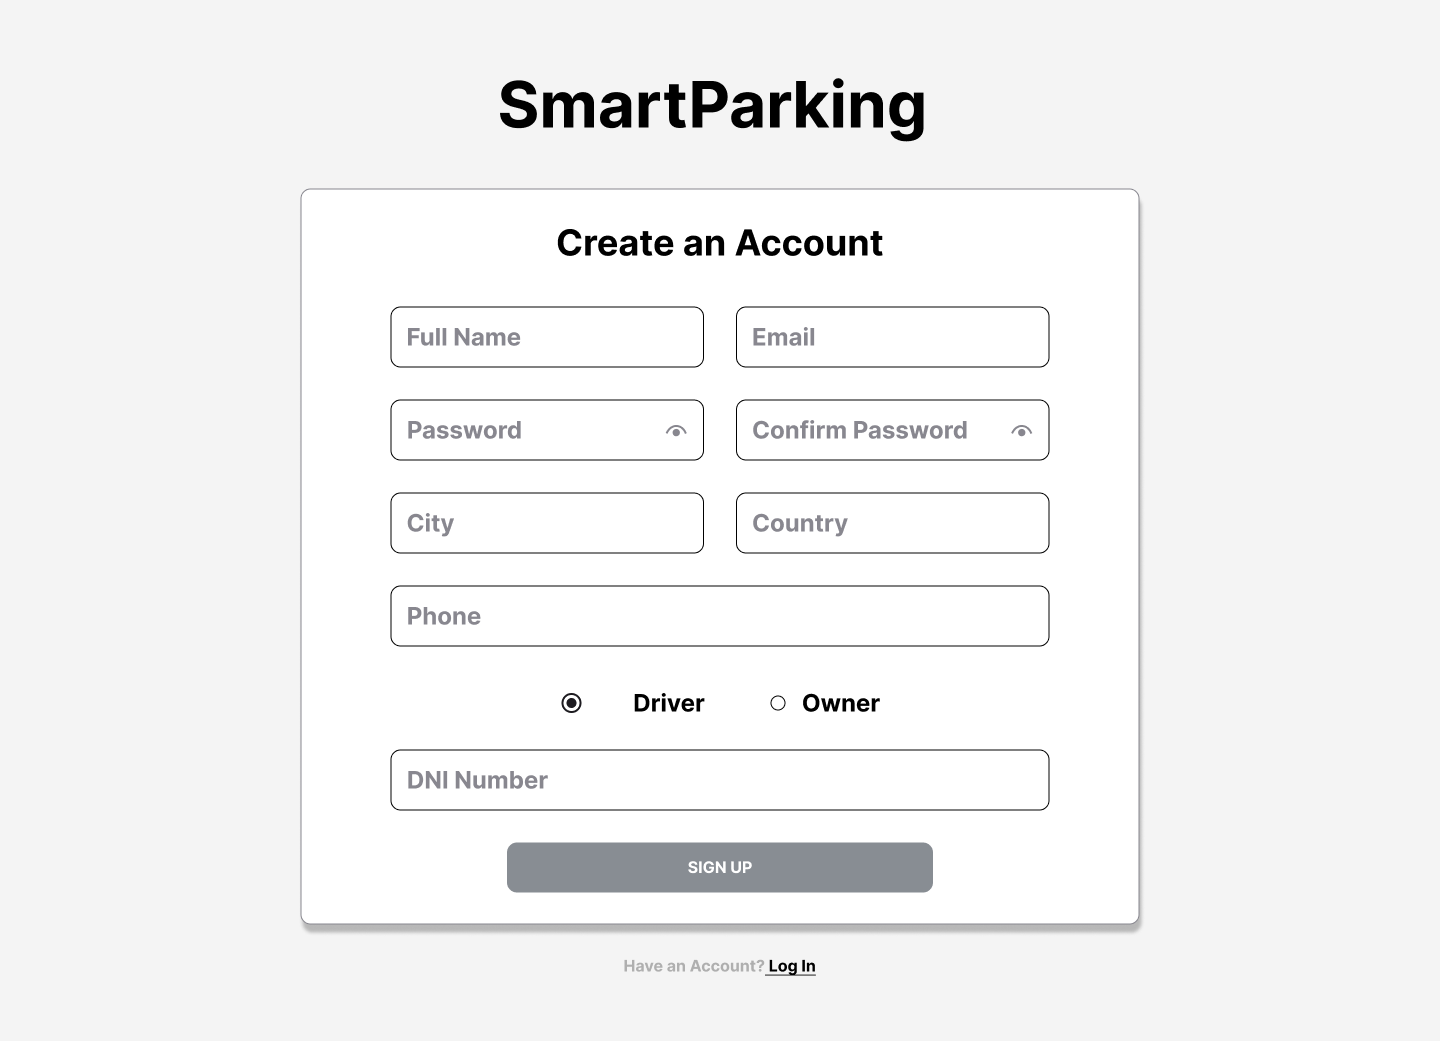 SmartParking
Create an Account
Full Name
Email
Password
Confirm Password
City
Country
Phone
Driver
Owner
DNI Number
SIGN UP
Have an Account? Log In